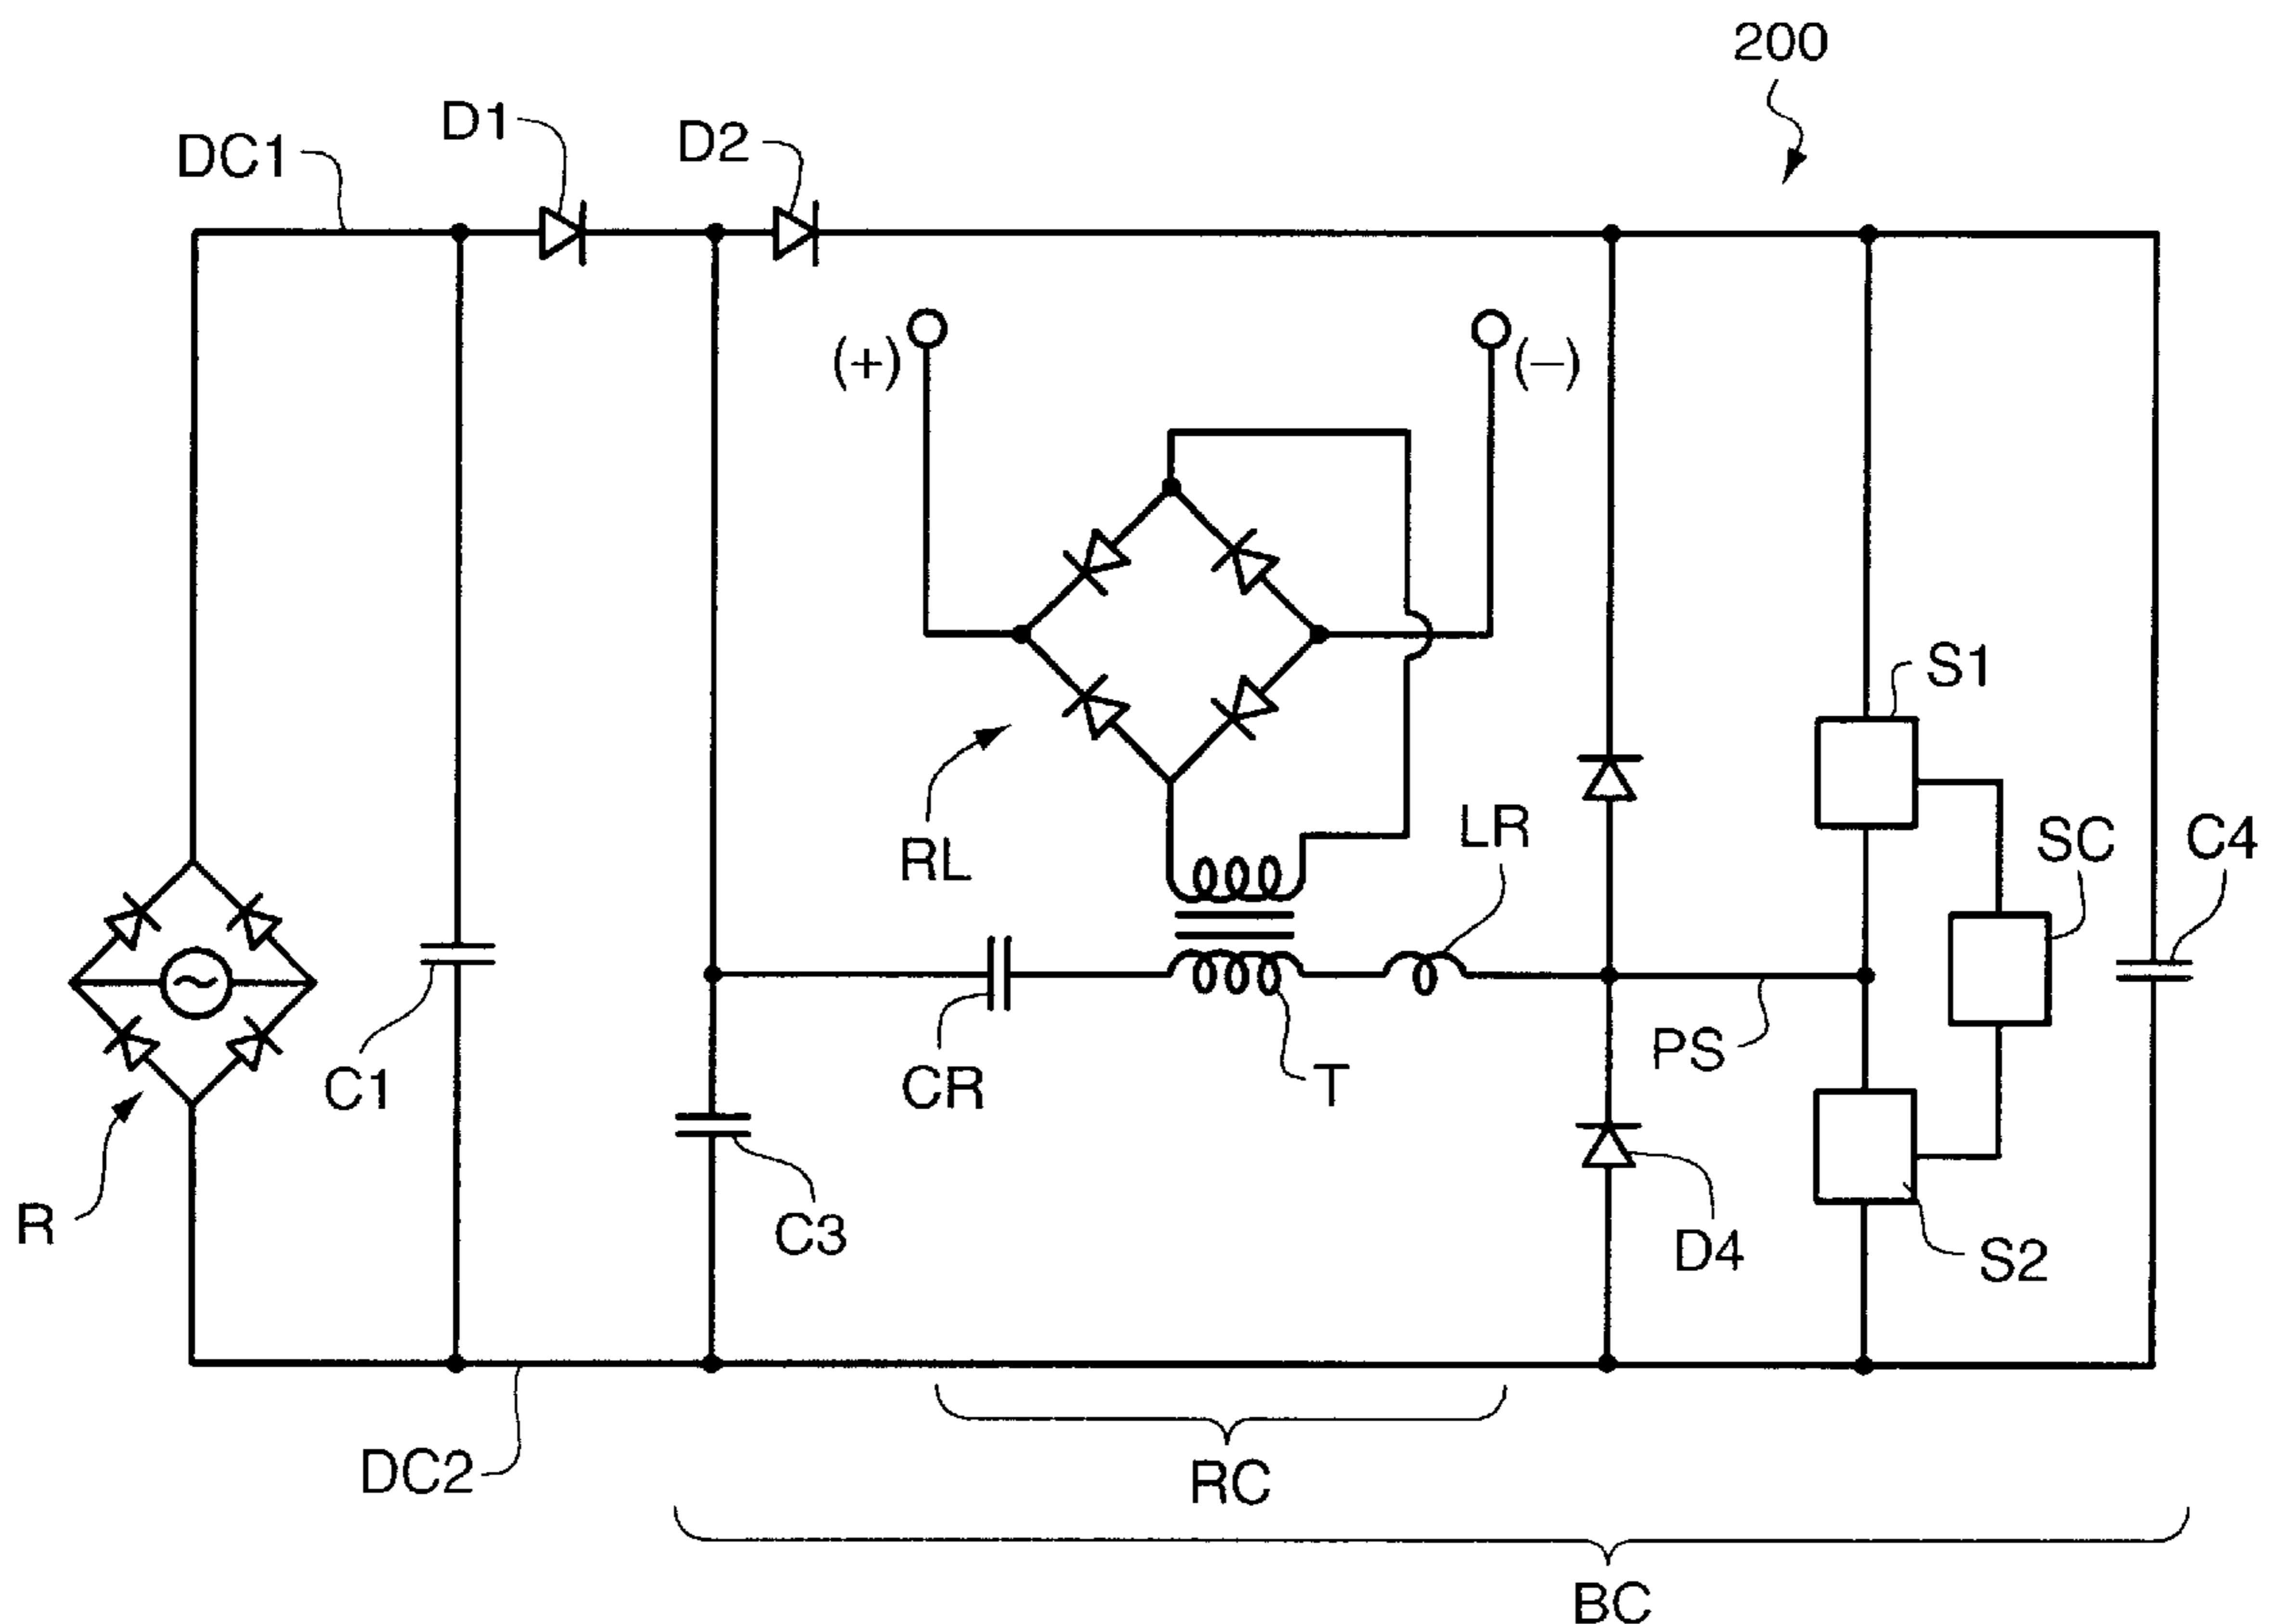 200
D1
D2
DC1
(+)
(−)
S1
LR
SC
C4
RL
PS
C1
CR
T
R
C3
D4
S2
DC2
RC
BC